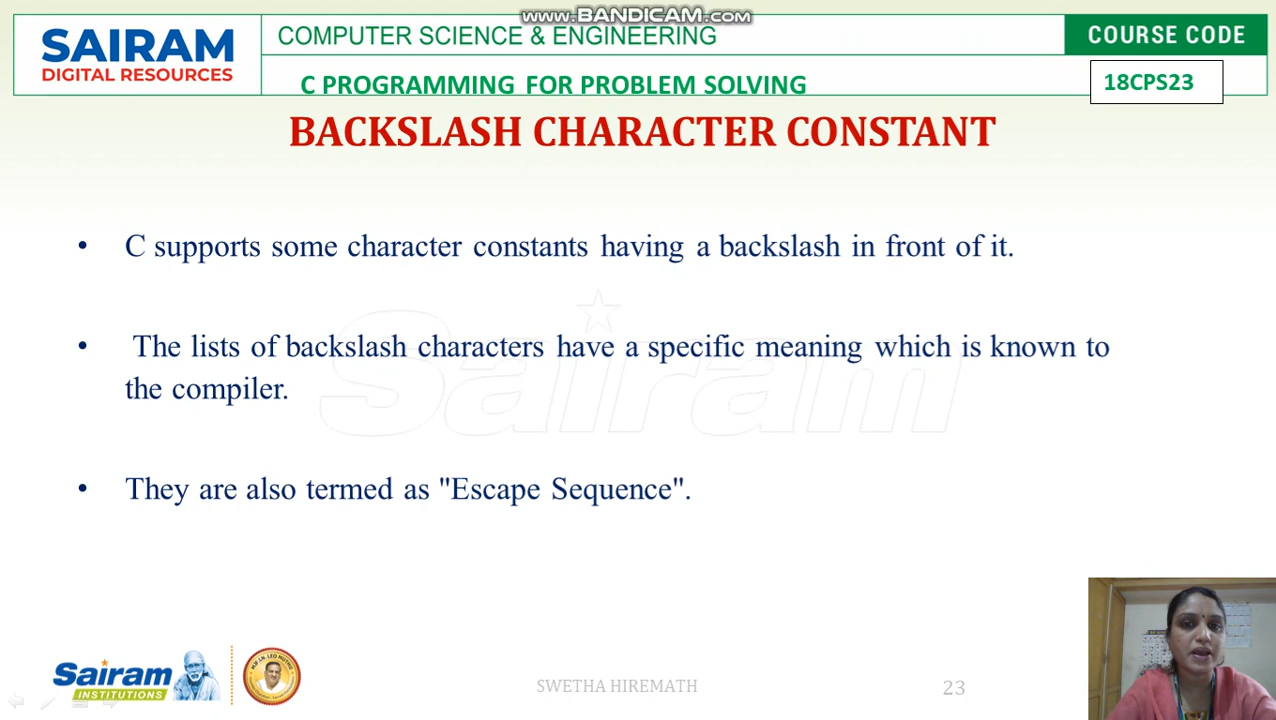 www.BANDICAM.com
SAIRAM
DIGITAL RESOURCES
COMPUTER SCIENCE & ENGINEERING
COURSE CODE
C PROGRAMMING FOR PROBLEM SOLVING
18CPS23
BACKSLASH CHARACTER CONSTANT
• C supports some character constants having a backslash in front of it.
• The lists of backslash characters have a specific meaning which is known to
the compiler.
• They are also termed as "Escape Sequence".
Sairam
Sairam
INSTITUTIONS
SWETHA HIREMATH
23